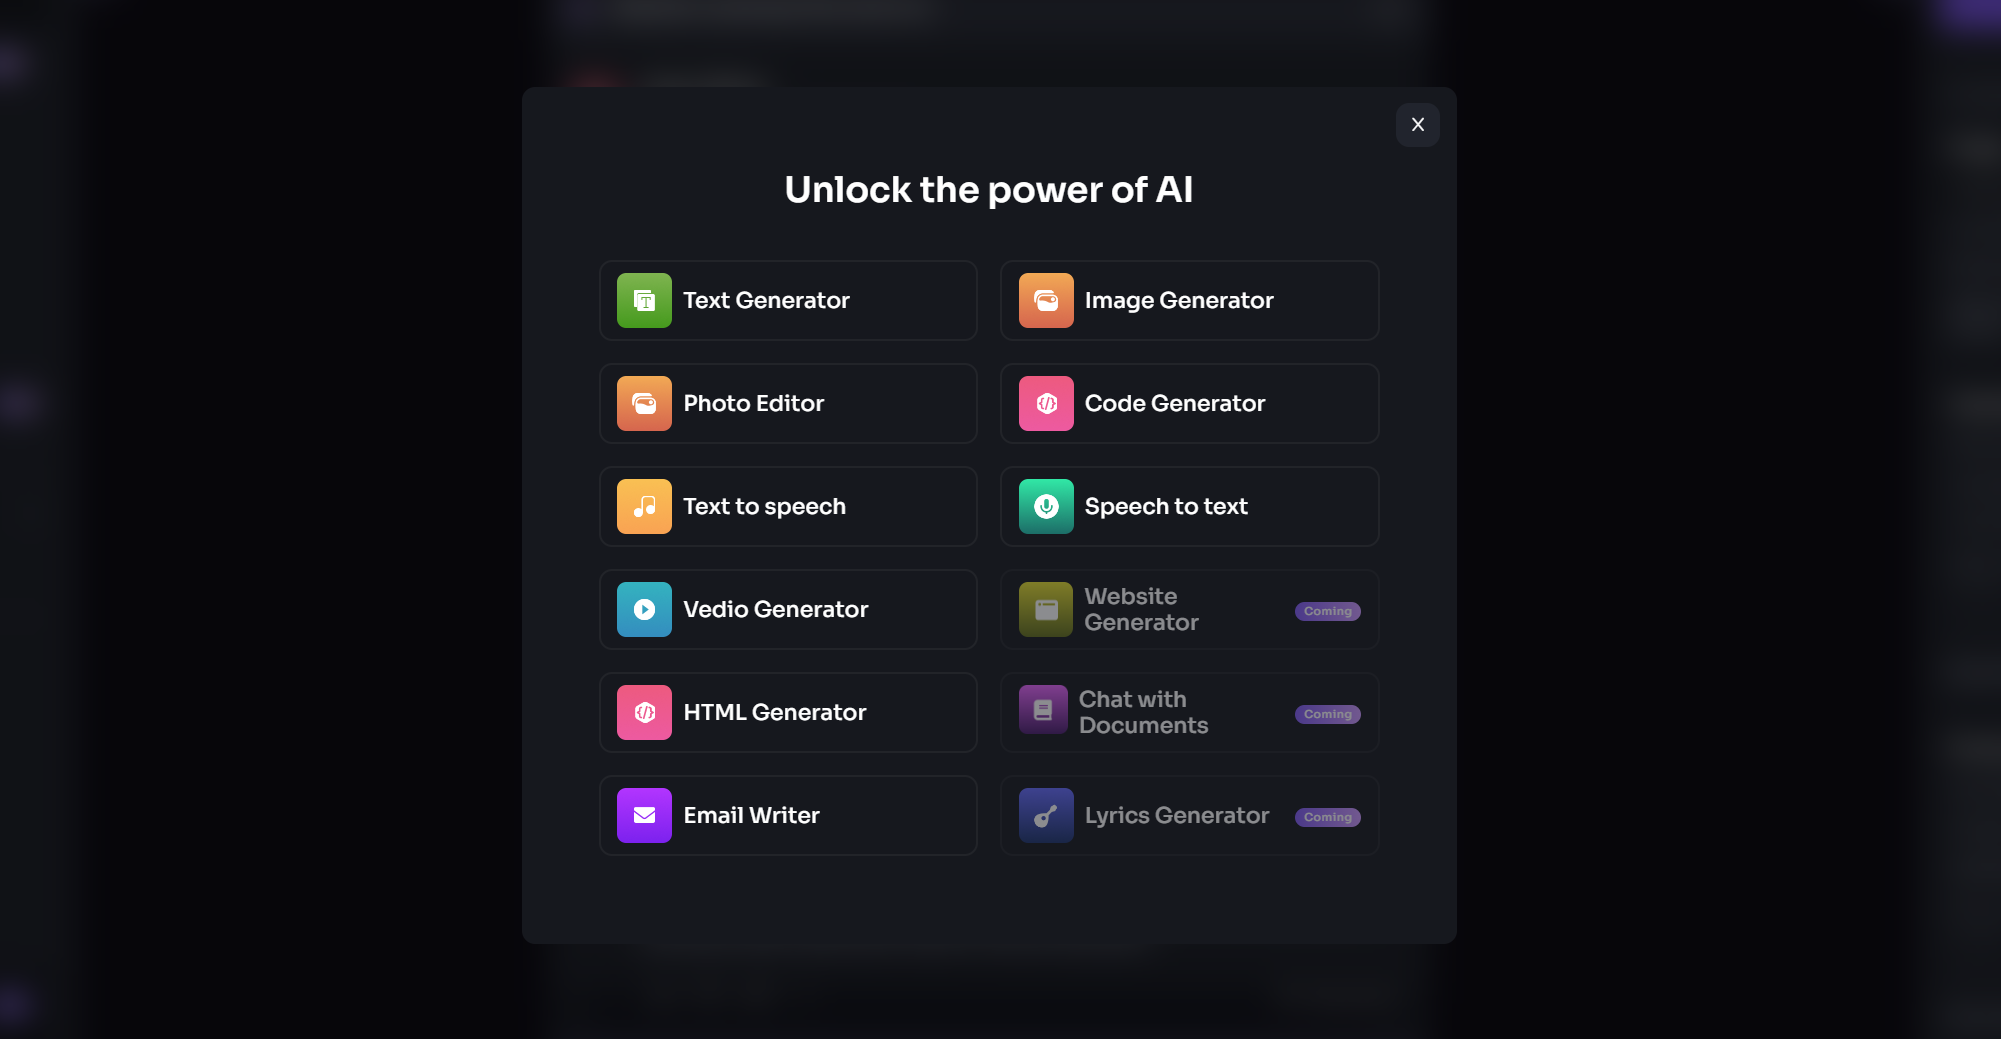 X
Unlock the power of AI
Text Generator
Image Generator
Photo Editor
Code Generator
Text to speech
Speech to text
Vedio Generator
Website
Generator
Coming
HTML Generator
Chat with
Documents
Coming
Email Writer
Lyrics Generator
Coming